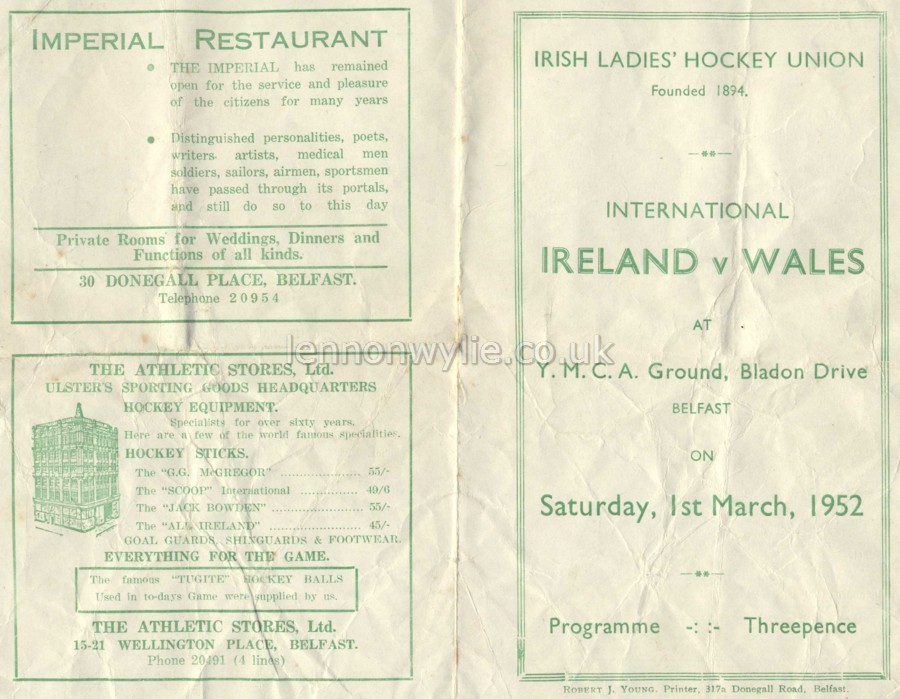 IMPERIAL RESTAURANT
• THE IMPERIAL has remained
open for the service and pleasure
of the citizens for many years
• Distinguished personalities, poets,
writers artists, medical men
soldiers, sailors, airmen, sportsmen
have passed through its portals,
and still do so to this day
Private Rooms for Weddings, Dinners and
Functions of all kinds.
30 DONEGALL PLACE, BELFAST.
Telephone 20954
THE ATHLETIC STORES, Ltd.
ULSTER'S SPORTING GOODS HEADQUARTERS
HOCKEY EQUIPMENT.
Specialists for over sixty years.
Here are a few of the world famous specialities.
HOCKEY STICKS.
The "G.G. McGREGOR" .................... 55/-
The "SCOOP" International ............... 49/6
The "JACK BOWDEN" .................... 55/-
The "ALL IRELAND" ...................... 45/-
GOAL GUARDS, SHINGUARDS & FOOTWEAR.
EVERYTHING FOR THE GAME.
The famous "TUGITE" HOCKEY BALLS
Used in to-days Game were supplied by us.
THE ATHLETIC STORES, Ltd.
15-21 WELLINGTON PLACE, BELFAST.
Phone 20491 (4 lines)
IRISH LADIES' HOCKEY UNION
Founded 1894.
INTERNATIONAL
IRELAND v WALES
AT
Y. M. C. A. Ground, Bladon Drive
BELFAST
ON
Saturday, 1st March, 1952
Programme -: :- Threepence
ROBERT J. YOUNG. Printer, 317a Donegall Road, Belfast.
lennonwylie.co.uk